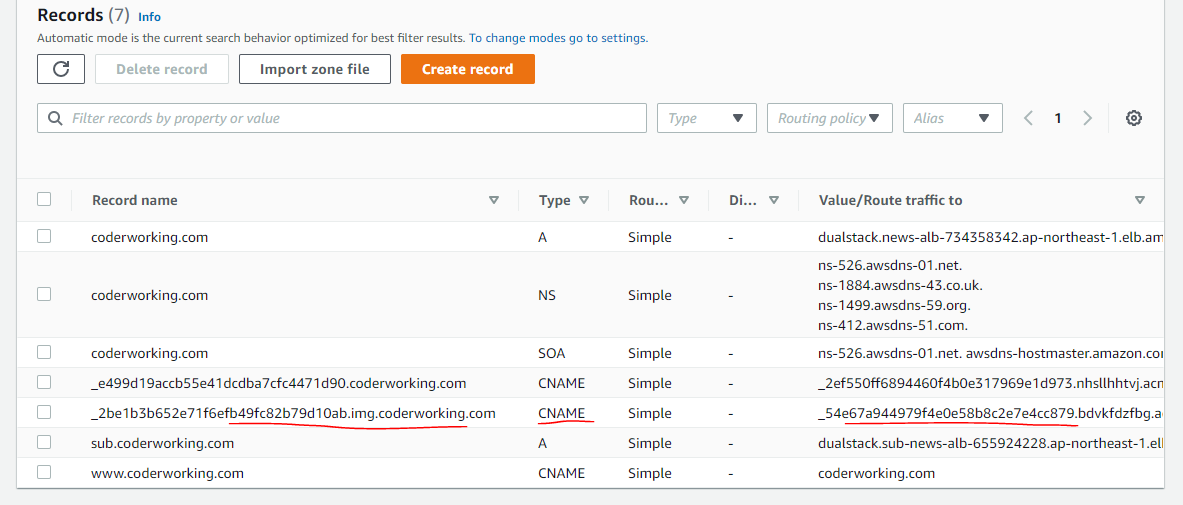 Records (7) Info
Automatic mode is the current search behavior optimized for best filter results. To change modes go to settings.
Delete record Import zone file Create record
Filter records by property or value Type Routing policy Alias 1
Record name Type Rou... Di... Value/Route traffic to
coderworking.com A Simple - dualstack.news-alb-734358342.ap-northeast-1.elb.am
coderworking.com NS Simple - ns-526.awsdns-01.net.
ns-1884.awsdns-43.co.uk.
ns-1499.awsdns-59.org.
ns-412.awsdns-51.com.
coderworking.com SOA Simple - ns-526.awsdns-01.net. awsdns-hostmaster.amazon.co
_e499d19accb55e41dcdba7cfc4471d90.coderworking.com CNAME Simple - _2ef550ff6894460f4b0e317969e1d973.nhsllhhtvj.acn
_2be1b3b652e71f6efb49fc82b79d10ab.img.coderworking.com CNAME Simple - _54e67a944979f4e0e58b8c2e7e4cc879.bdvkfdzfbg.a
sub.coderworking.com A Simple - dualstack.sub-news-alb-655924228.ap-northeast-1.el
www.coderworking.com CNAME Simple - coderworking.com